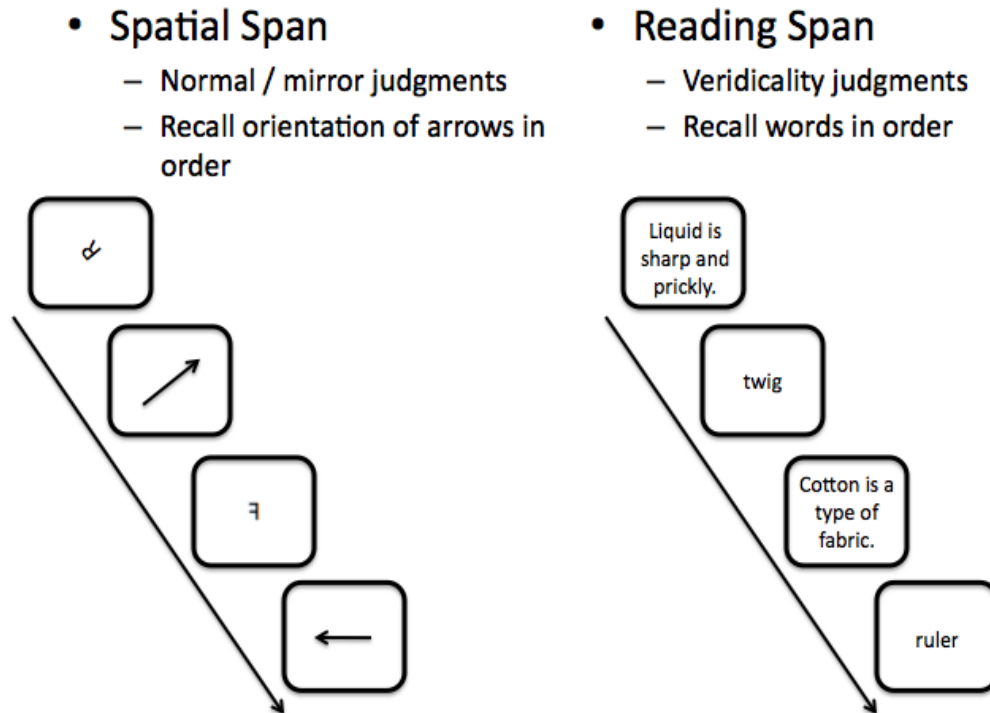 • Spatial Span
– Normal / mirror judgments
– Recall orientation of arrows in
order
R
F
• Reading Span
– Veridicality judgments
– Recall words in order
Liquid is
sharp and
prickly.
twig
Cotton is a
type of
fabric.
ruler